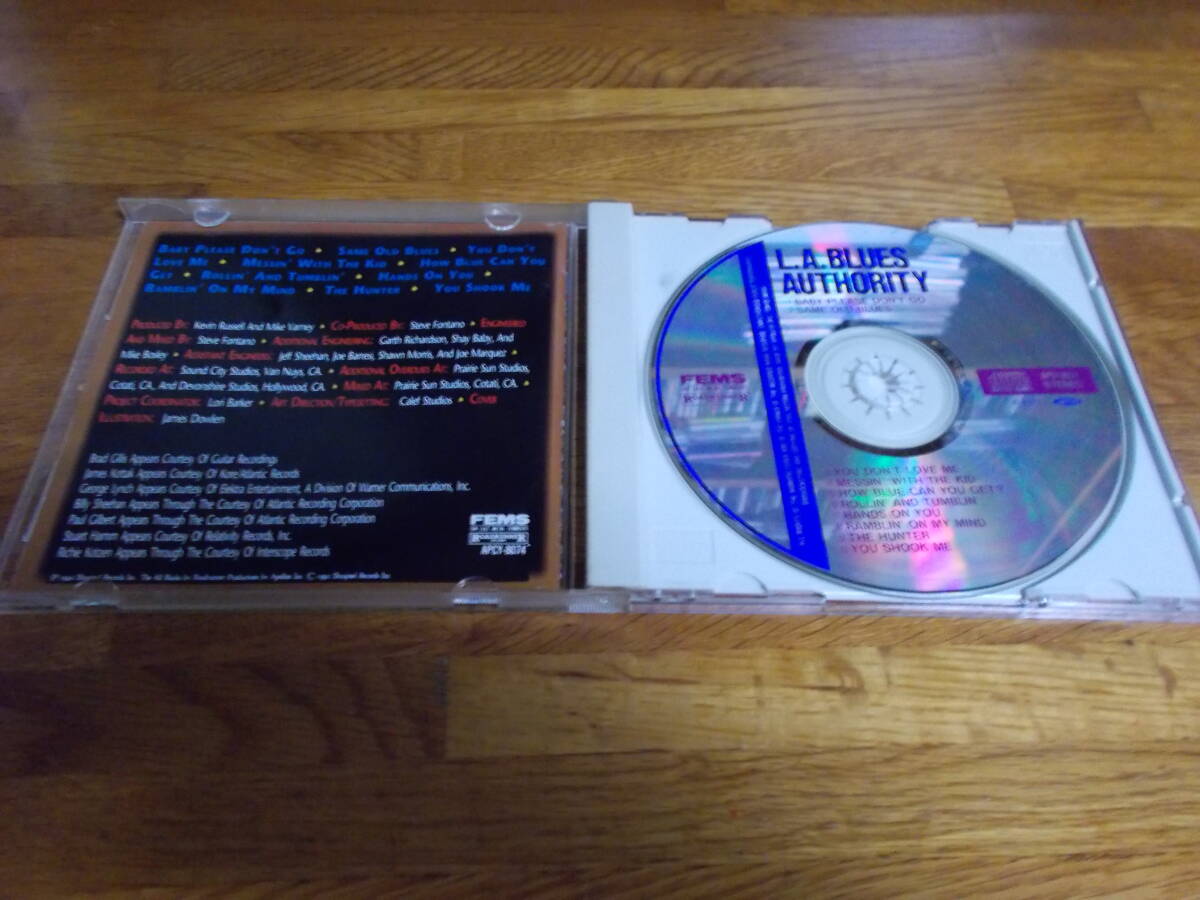 BABY PLEASE DON'T GO • SAME OLD BLUES • YOU DON'T
LOVE ME • MESSIN' WITH THE KID • HOW BLUE CAN YOU
GET • ROLLIN' AND TUMBLIN' • HANDS ON YOU •
RAMBLIN' ON MY MIND • THE HUNTER • YOU SHOOK ME
PRODUCED BY: Kevin Russell And Mike Varney • CO-PRODUCED BY: Steve Fontano • ENGINEERED
AND MIXED BY: Steve Fontano • ADDITIONAL ENGINEERING: Garth Richardson, Shay Baby, And
Mike Bosley • ASSISTANT ENGINEERS: Jeff Sheehan, Joe Barresi, Shawn Morris, And Joe Marquez •
RECORDED AT: Sound City Studios, Van Nuys, CA. • ADDITIONAL OVERDUBS AT: Prairie Sun Studios,
Cotati, CA, And Devonshire Studios, Hollywood, CA. • MIXED AT: Prairie Sun Studios, Cotati, CA. •
PROJECT COORDINATOR: Lori Barker • ART DIRECTION/TYPESETTING: Calef Studios • COVER
ILLUSTRATION: James Dowlen
Brad Gillis Appears Courtesy Of Guitar Recordings
James Kottak Appears Courtesy Of Kore/Atlantic Records
George Lynch Appears Courtesy Of Elektra Entertainment, A Division Of Warner Communications, Inc.
Billy Sheehan Appears Through The Courtesy Of Atlantic Recording Corporation
Paul Gilbert Appears Through The Courtesy Of Atlantic Recording Corporation
Stuart Hamm Appears Courtesy Of Relativity Records, Inc.
Richie Kotzen Appears Through The Courtesy Of Interscope Records
FEMS
ROADRUNNER
APCY-8074
L.A.BLUES
AUTHORITY
BABY PLEASE DON'T GO
SAME OLD BLUES
FEMS
ROADRUNNER
STEREO
YOU DON'T LOVE ME
MESSIN' WITH THE KID
HOW BLUE CAN YOU GET?
ROLLIN' AND TUMBLIN'
HANDS ON YOU
RAMBLIN' ON MY MIND
THE HUNTER
YOU SHOOK ME